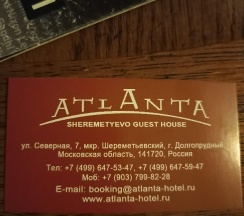 ATLANTA
SHEREMETYEVO GUEST HOUSE
ул. Северная, 7, мкр. Шереметьевский, г. Долгопрудный
Московская область, 141720, Россия
Тел: +7 (499) 647-53-47, +7 (499) 647-59-47
Моб: +7 (903) 799-82-28
E-mail: booking@atlanta-hotel.ru
www.atlanta-hotel.ru